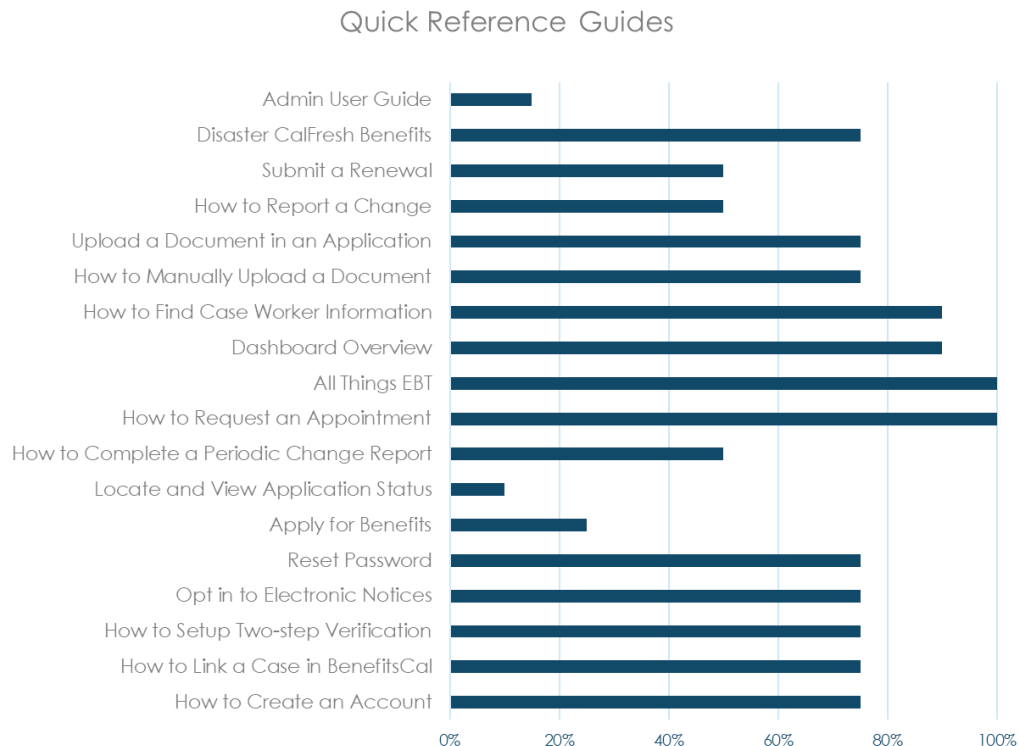 Quick Reference Guides
Admin User Guide
Disaster CalFresh Benefits
Submit a Renewal
How to Report a Change
Upload a Document in an Application
How to Manually Upload a Document
How to Find Case Worker Information
Dashboard Overview
All Things EBT
How to Request an Appointment
How to Complete a Periodic Change Report
Locate and View Application Status
Apply for Benefits
Reset Password
Opt in to Electronic Notices
How to Setup Two-step Verification
How to Link a Case in BenefitsCal
How to Create an Account
0% 20% 40% 60% 80% 100%